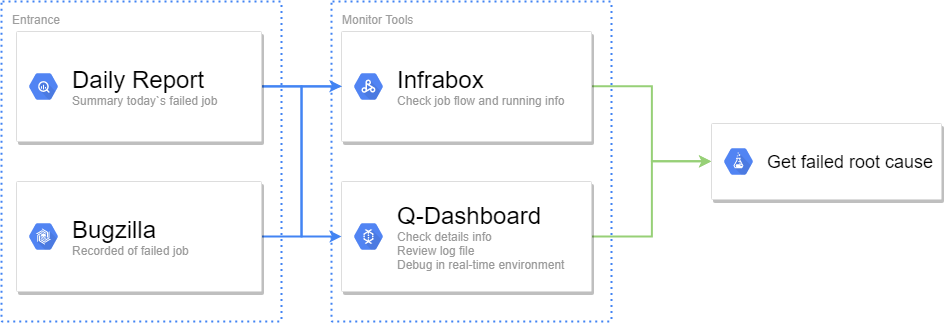 Entrance
Daily Report
Summary today`s failed job
Bugzilla
Recorded of failed job
Monitor Tools
Infrabox
Check job flow and running info
Q-Dashboard
Check details info
Review log file
Debug in real-time environment
Get failed root cause